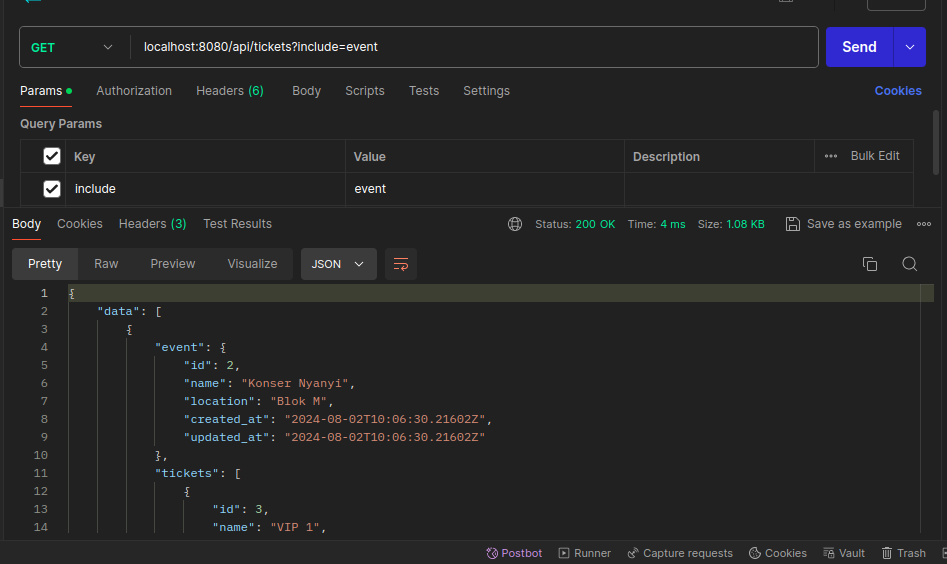 GET localhost:8080/api/tickets?include=event Send
Params Authorization Headers (6) Body Scripts Tests Settings Cookies
Query Params
Key Value Description Bulk Edit
include event
Body Cookies Headers (3) Test Results Status: 200 OK Time: 4 ms Size: 1.08 KB Save as example
Pretty Raw Preview Visualize JSON
1 {
2 "data": [
3 {
4 "event": {
5 "id": 2,
6 "name": "Konser Nyanyi",
7 "location": "Blok M",
8 "created_at": "2024-08-02T10:06:30.21602Z",
9 "updated_at": "2024-08-02T10:06:30.21602Z"
10 },
11 "tickets": [
12 {
13 "id": 3,
14 "name": "VIP 1",
Postbot Runner Capture requests Cookies Vault Trash